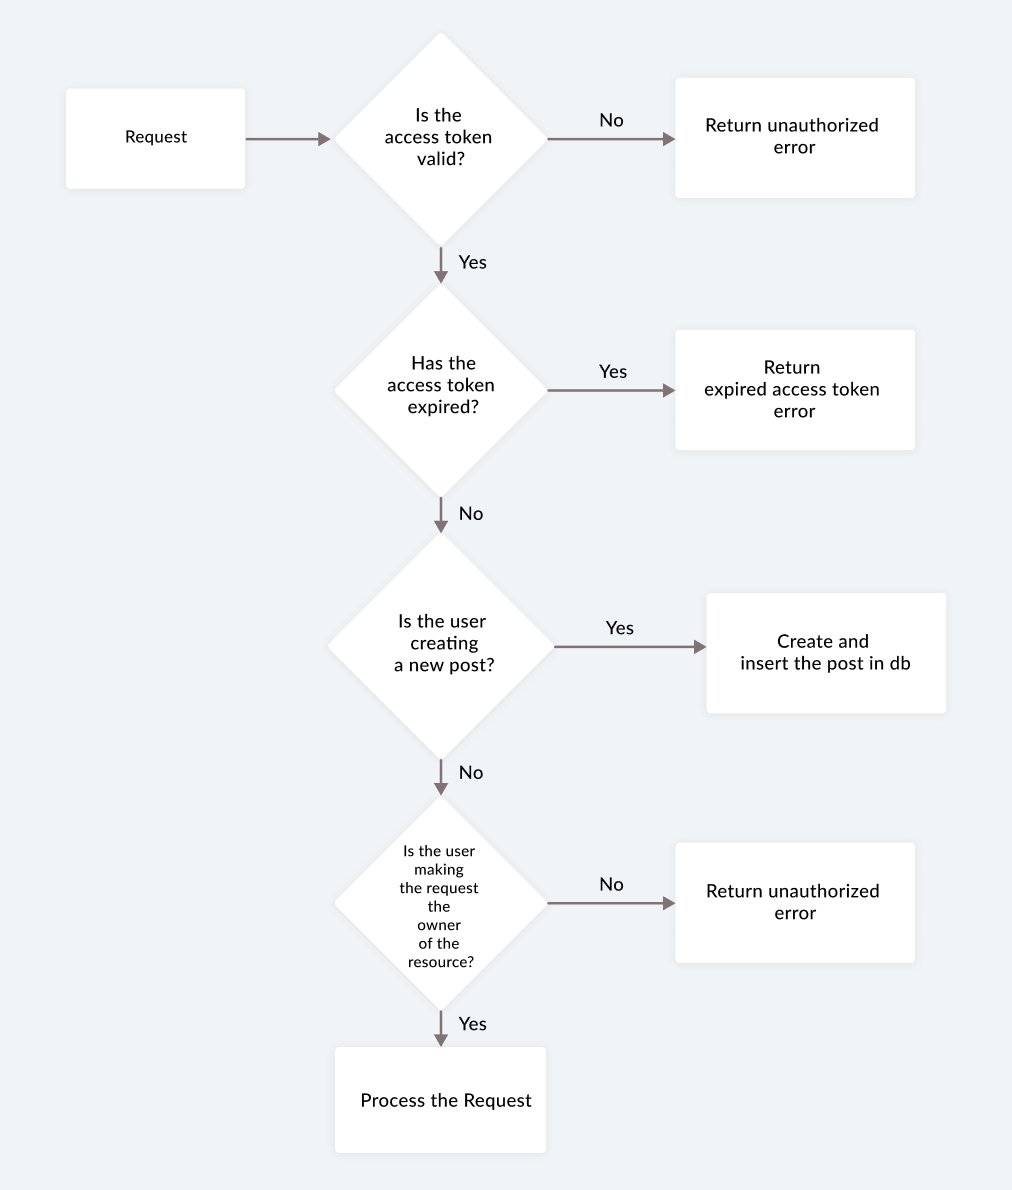 Request
Is the
access token
valid?
No
Return unauthorized
error
Yes
Has the
access token
expired?
Yes
Return
expired access token
error
No
Is the user
creating
a new post?
Yes
Create and
insert the post in db
No
Is the user
making
the request
the
owner
of the
resource?
No
Return unauthorized
error
Yes
Process the Request